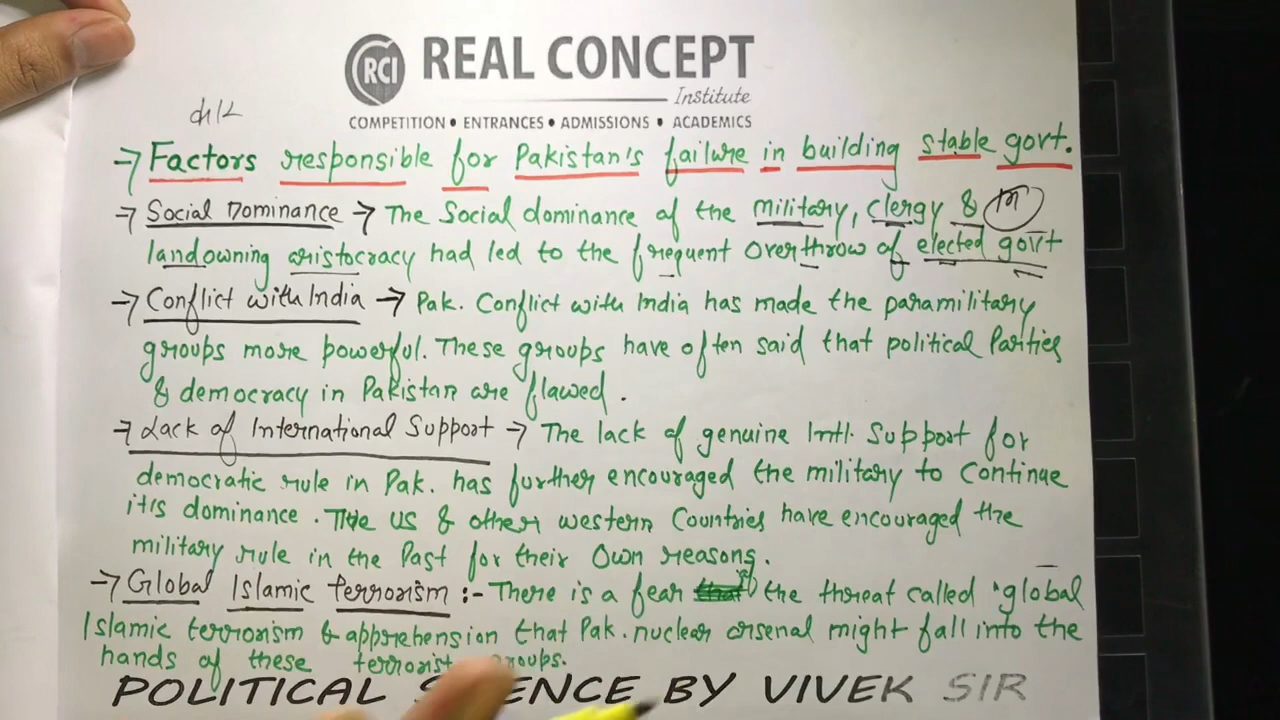 RCI REAL CONCEPT
Institute
COMPETITION • ENTRANCES • ADMISSIONS • ACADEMICS
→ Factors responsible for Pakistan's failure in building stable govt.
→ Social Dominance → The Social dominance of the military, clergy &
landowning aristocracy had led to the frequent overthrow of elected govt
→ Conflict with India → Pak. Conflict with India has made the paramilitary
groups more powerful. These groups have often said that political Parties
& democracy in Pakistan are flawed.
→ Lack of International Support → The lack of genuine Intl. Support for
democratic rule in Pak. has further encouraged the military to continue
it's dominance. The US & other western Countries have encouraged the
military rule in the Past for their Own reasons.
→ Global Islamic terrorism :- There is a fear of the threat called 'global
Islamic terrorism & apprehension that Pak. nuclear arsenal might fall into the
hands of these terrorist groups.
POLITICAL SCIENCE BY VIVEK SIR